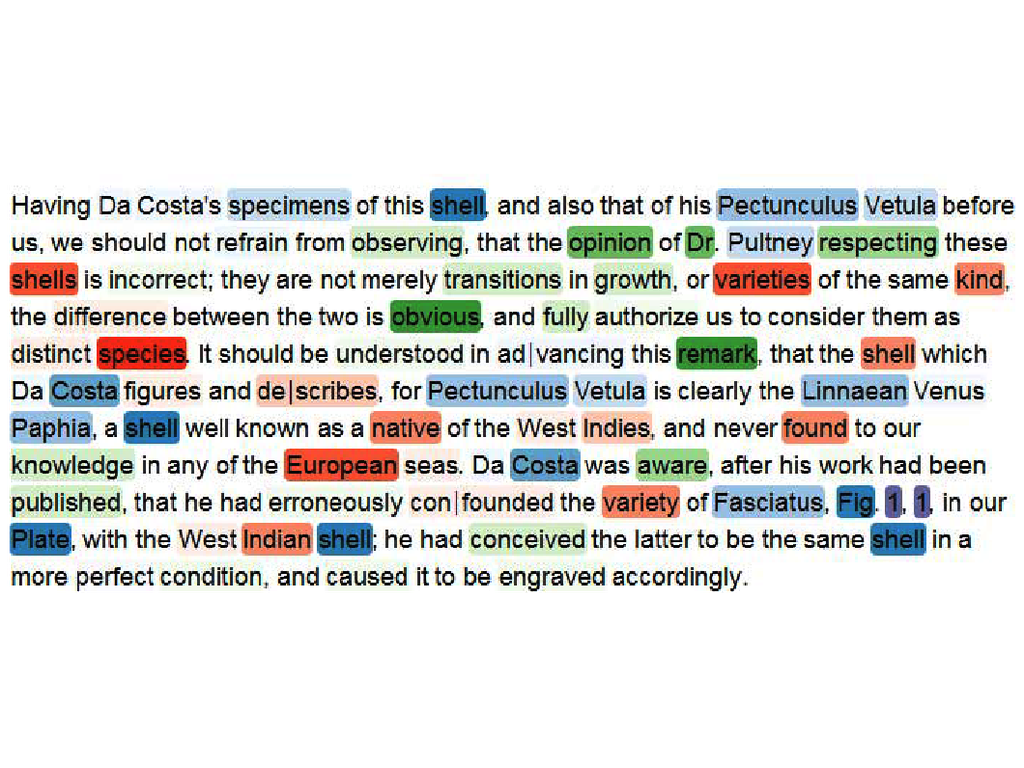 Having Da Costa's specimens of this shell, and also that of his Pectunculus Vetula before
us, we should not refrain from observing, that the opinion of Dr. Pultney respecting these
shells is incorrect; they are not merely transitions in growth, or varieties of the same kind,
the difference between the two is obvious, and fully authorize us to consider them as
distinct species. It should be understood in ad|vancing this remark, that the shell which
Da Costa figures and de|scribes, for Pectunculus Vetula is clearly the Linnaean Venus
Paphia, a shell well known as a native of the West Indies, and never found to our
knowledge in any of the European seas. Da Costa was aware, after his work had been
published, that he had erroneously con|founded the variety of Fasciatus, Fig. 1, 1, in our
Plate, with the West Indian shell; he had conceived the latter to be the same shell in a
more perfect condition, and caused it to be engraved accordingly.